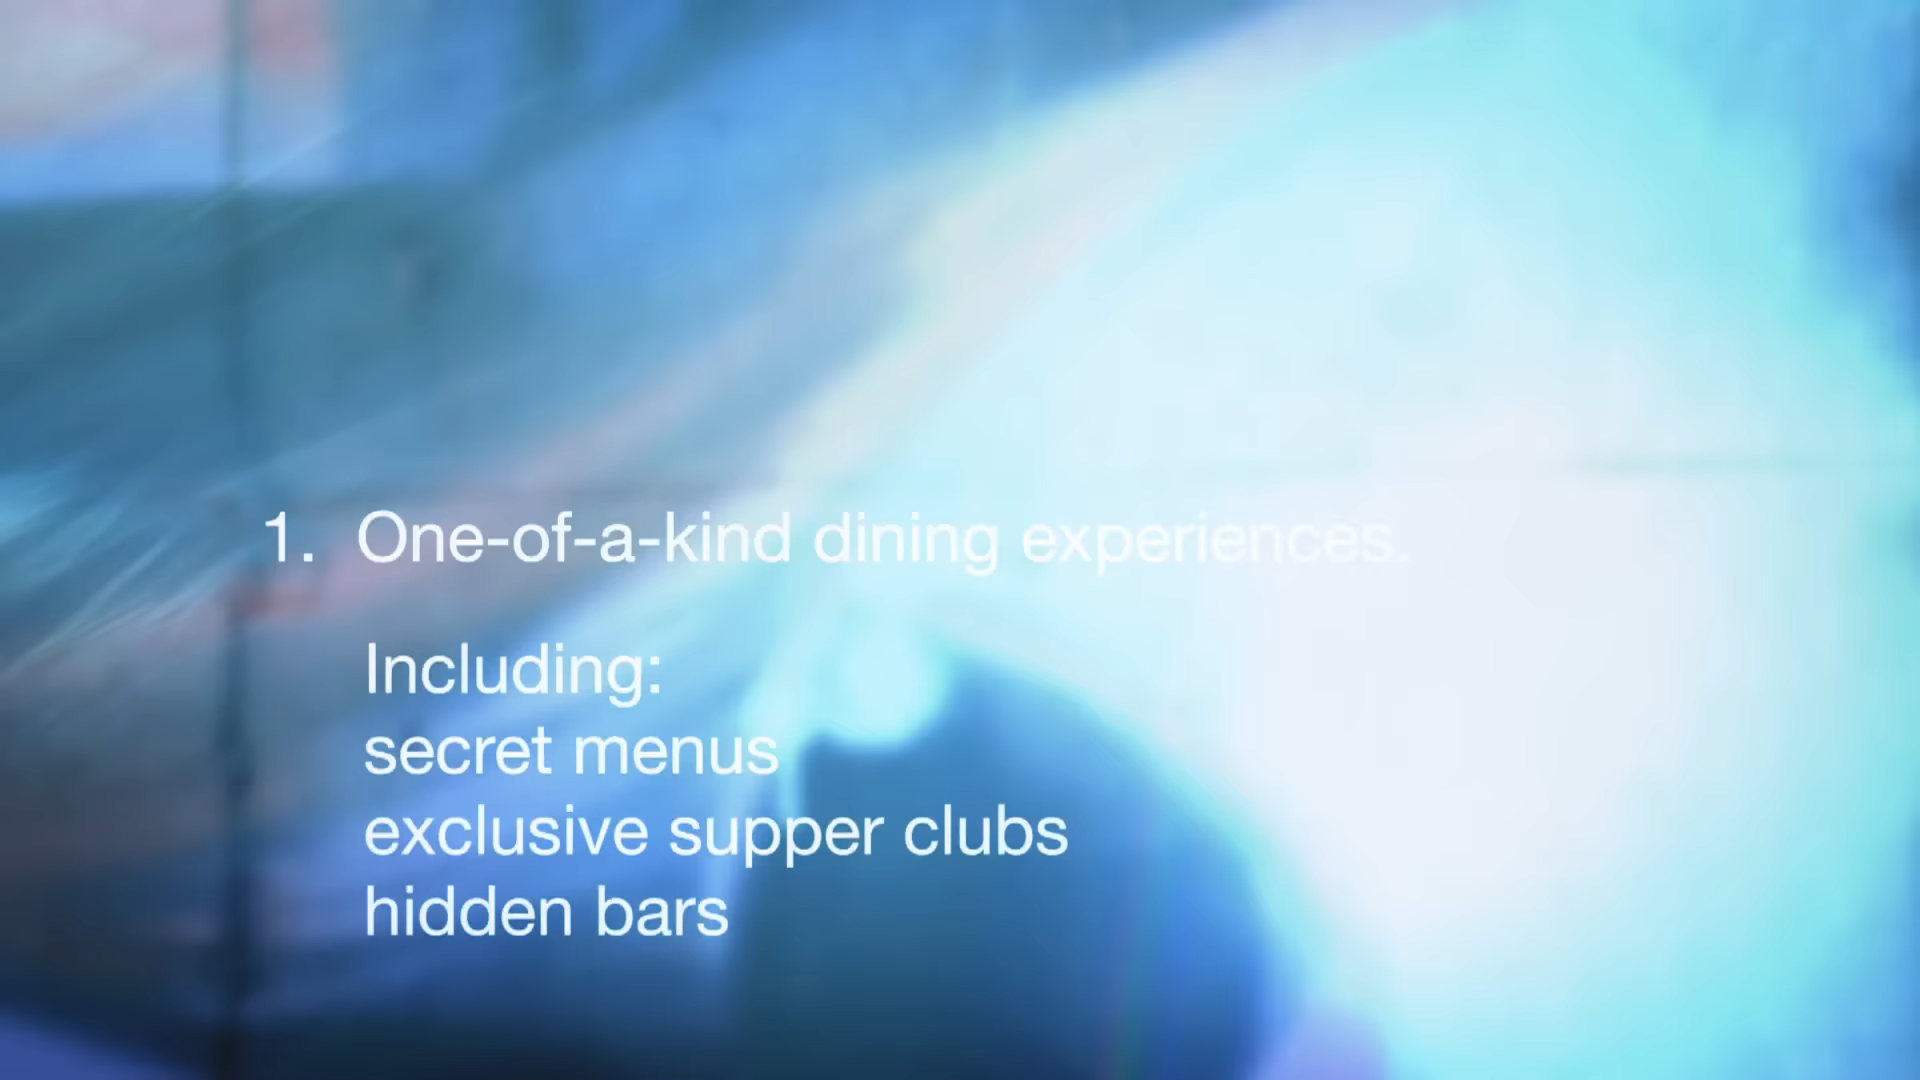 1. One-of-a-kind dining experiences.
Including:
secret menus
exclusive supper clubs
hidden bars